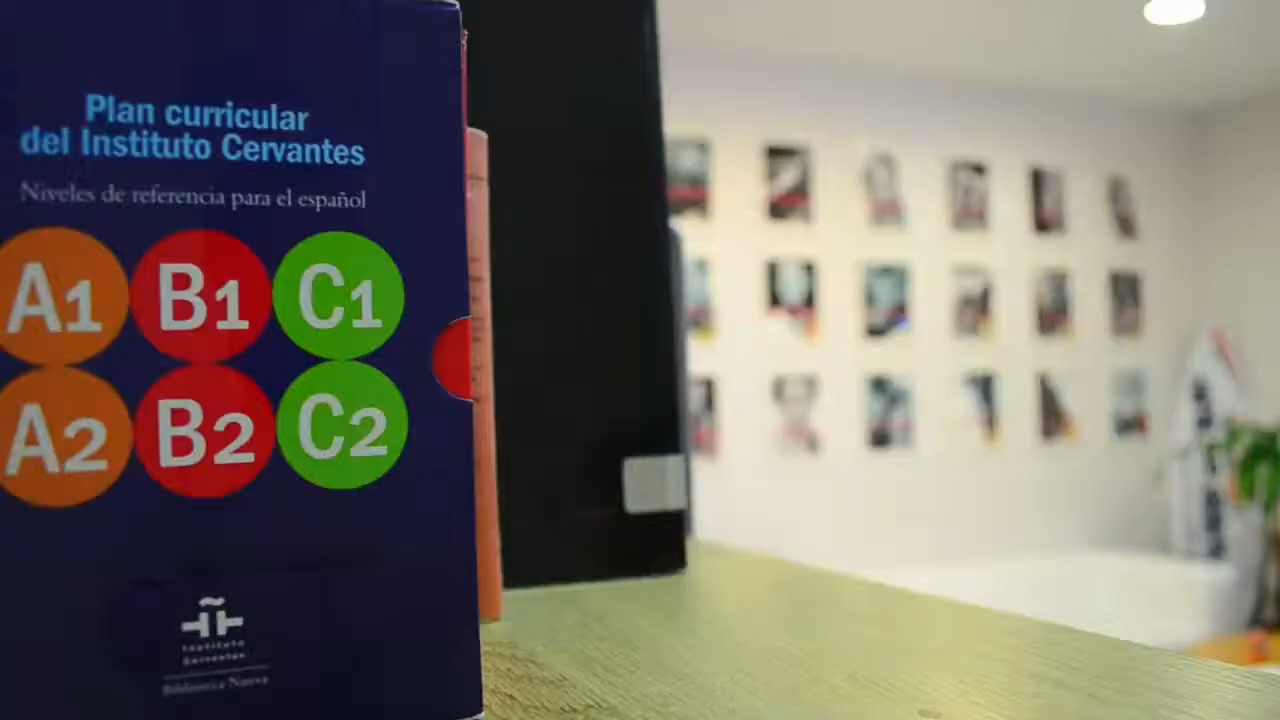 Plan curricular
del Instituto Cervantes
Niveles de referencia para el español
A1 B1 C1
A2 B2 C2
Instituto
Cervantes
Biblioteca Nueva